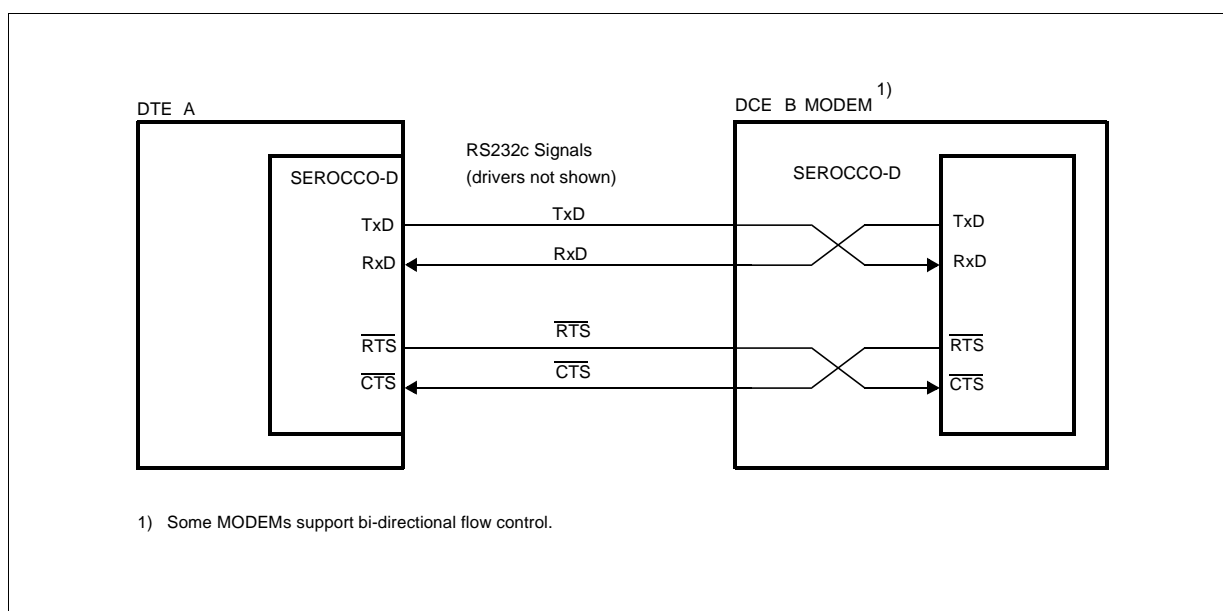 1)
DTE A
DCE B MODEM
RS232c Signals
(drivers not shown)
SEROCCO-D
SEROCCO-D
TxD
TxD
TxD
RxD
RxD
RxD
RTS
RTS
RTS
CTS
CTS
CTS
1) Some MODEMs support bi-directional flow control.